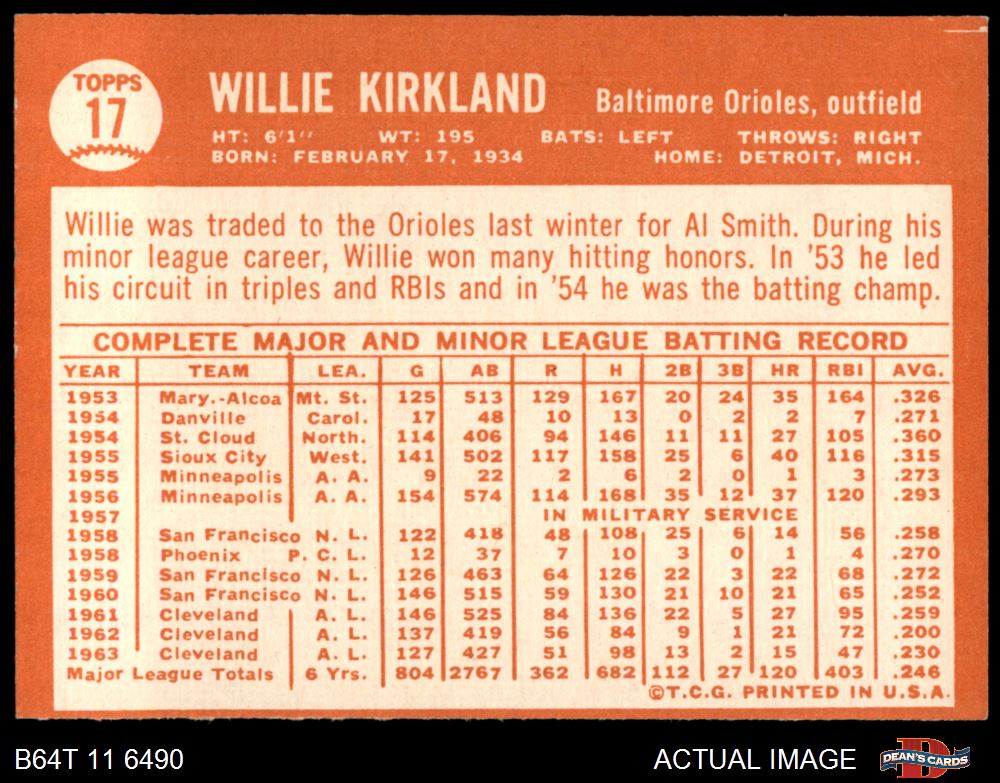 TOPPS
17
WILLIE KIRKLAND Baltimore Orioles, outfield
HT: 6'1" WT: 195 BATS: LEFT THROWS: RIGHT
BORN: FEBRUARY 17, 1934 HOME: DETROIT, MICH.
Willie was traded to the Orioles last winter for Al Smith. During his
minor league career, Willie won many hitting honors. In '53 he led
his circuit in triples and RBIs and in '54 he was the batting champ.
COMPLETE MAJOR AND MINOR LEAGUE BATTING RECORD
YEAR TEAM LEA. G AB R H 2B 3B HR RBI AVG.
1953 Mary.-Alcoa Mt. St. 125 513 129 167 20 24 35 164 .326
1954 Danville Carol. 17 48 10 13 0 2 2 7 .271
1954 St. Cloud North. 114 406 94 146 11 11 27 105 .360
1955 Sioux City West. 141 502 117 158 25 6 40 116 .315
1955 Minneapolis A. A. 9 22 2 6 2 0 1 3 .273
1956 Minneapolis A. A. 154 574 114 168 35 12 37 120 .293
1957 IN MILITARY SERVICE
1958 San Francisco N. L. 122 418 48 108 25 6 14 56 .258
1958 Phoenix P. C. L. 12 37 7 10 3 0 1 4 .270
1959 San Francisco N. L. 126 463 64 126 22 3 22 68 .272
1960 San Francisco N. L. 146 515 59 130 21 10 21 65 .252
1961 Cleveland A. L. 146 525 84 136 22 5 27 95 .259
1962 Cleveland A. L. 137 419 56 84 9 1 21 72 .200
1963 Cleveland A. L. 127 427 51 98 13 2 15 47 .230
Major League Totals 6 Yrs. 804 2767 362 682 112 27 120 403 .246
©T.C.G. PRINTED IN U.S.A.
B64T 11 6490 ACTUAL IMAGE DEAN'S CARDS